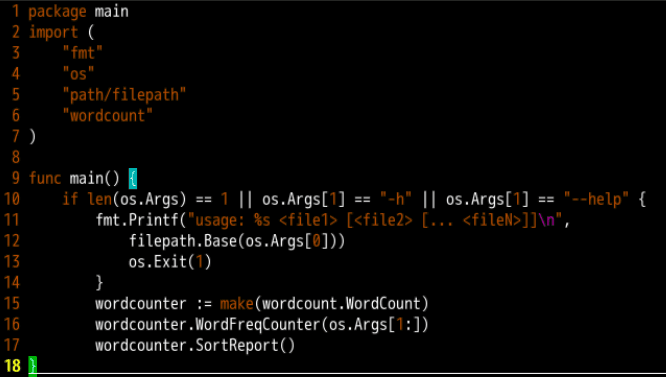 1 package main
2 import (
3     "fmt"
4     "os"
5     "path/filepath"
6     "wordcount"
7 )
8
9 func main() {
10     if len(os.Args) == 1 || os.Args[1] == "-h" || os.Args[1] == "--help" {
11         fmt.Printf("usage: %s <file1> [<file2> [... <fileN>]]\n",
12             filepath.Base(os.Args[0]))
13             os.Exit(1)
14         }
15         wordcounter := make(wordcount.WordCount)
16         wordcounter.WordFreqCounter(os.Args[1:])
17         wordcounter.SortReport()
18 }